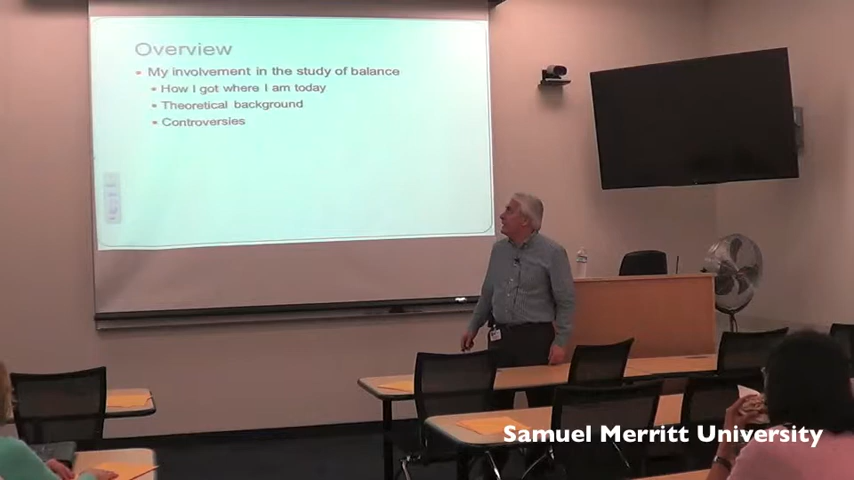 Overview
• My involvement in the study of balance
• How I got where I am today
• Theoretical background
• Controversies
Samuel Merritt University